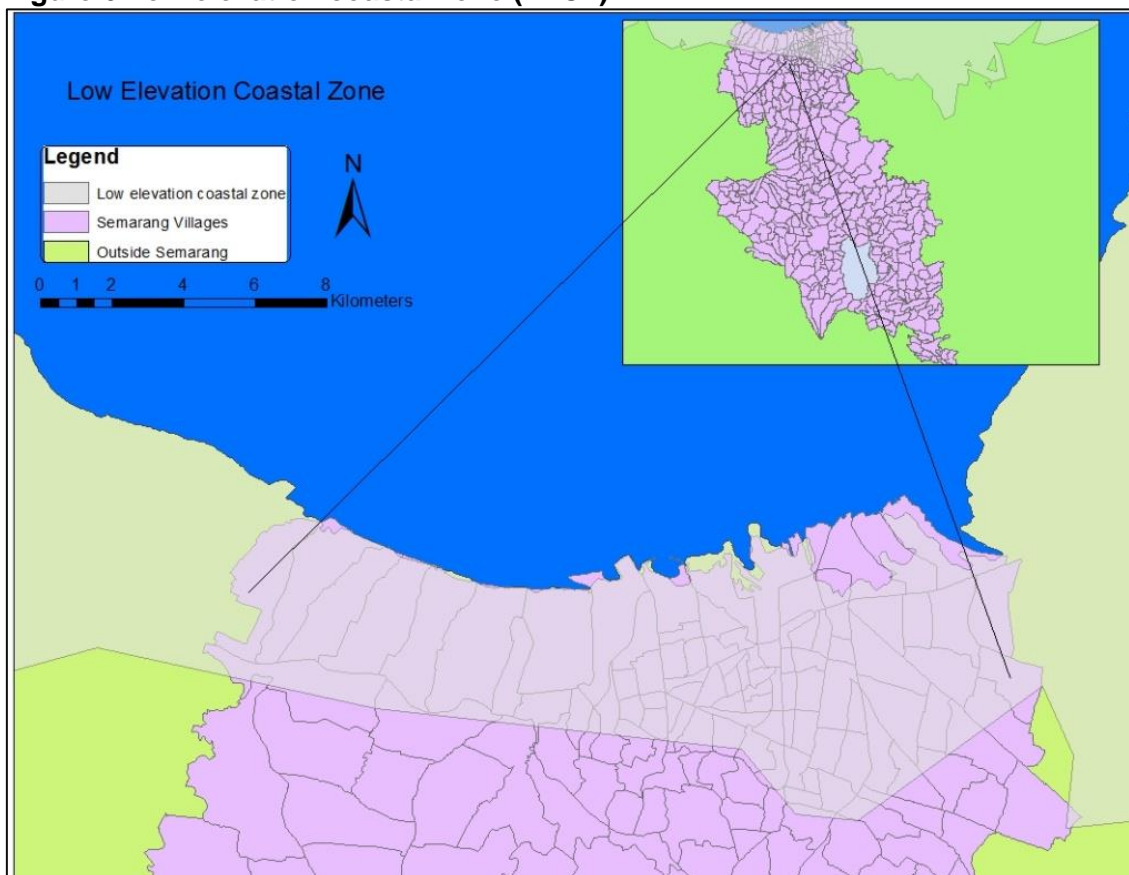 Low Elevation Coastal Zone
Legend
Low elevation coastal zone
Semarang Villages
Outside Semarang
N
0 1 2 4 6 8
Kilometers